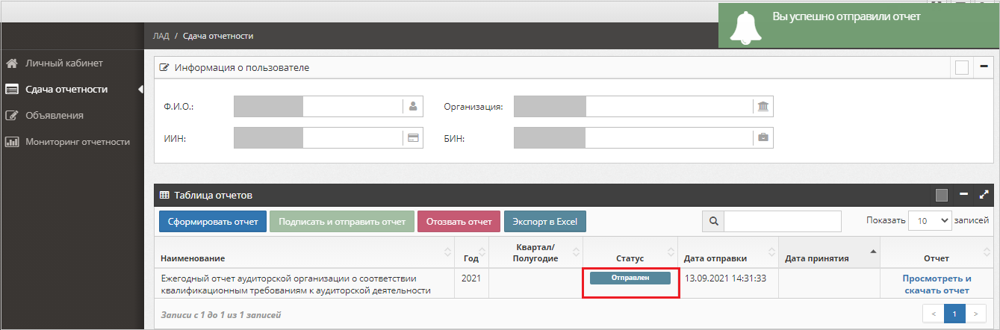 Вы успешно отправили отчет
ЛАД / Сдача отчетности
Личный кабинет
Сдача отчетности
Объявления
Мониторинг отчетности
Информация о пользователе
Ф.И.О.:
Организация:
ИИН:
БИН:
Таблица отчетов
Сформировать отчет
Подписать и отправить отчет
Отозвать отчет
Экспорт в Excel
Показать 10 записей
Наименование
Год
Квартал/
Полугодие
Статус
Дата отправки
Дата принятия
Отчет
Ежегодный отчет аудиторской организации о соответствии
квалификационным требованиям к аудиторской деятельности
2021
Отправлен
13.09.2021 14:31:33
Просмотреть и
скачать отчет
Записи с 1 до 1 из 1 записей
< 1 >